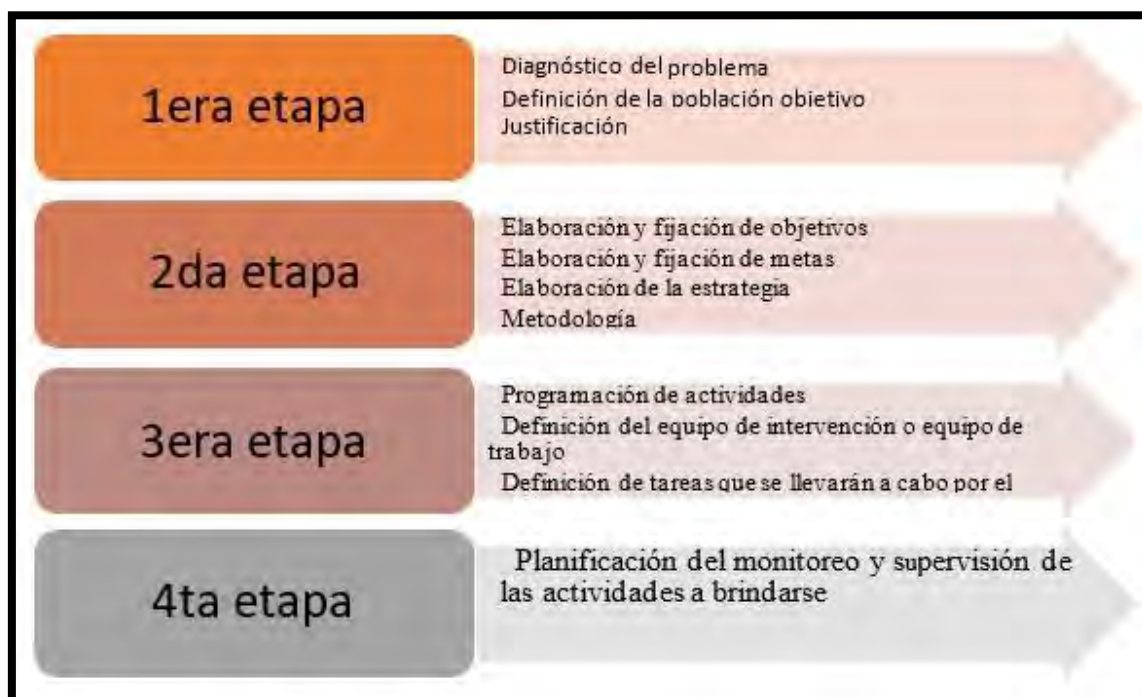 1era etapa
Diagnóstico del problema
Definición de la población objetivo
Justificación
2da etapa
Elaboración y fijación de objetivos
Elaboración y fijación de metas
Elaboración de la estrategia
Metodología
3era etapa
Programación de actividades
Definición del equipo de intervención o equipo de
trabajo
Definición de tareas que se llevarán a cabo por el
4ta etapa
Planificación del monitoreo y supervisión de
las actividades a brindarse